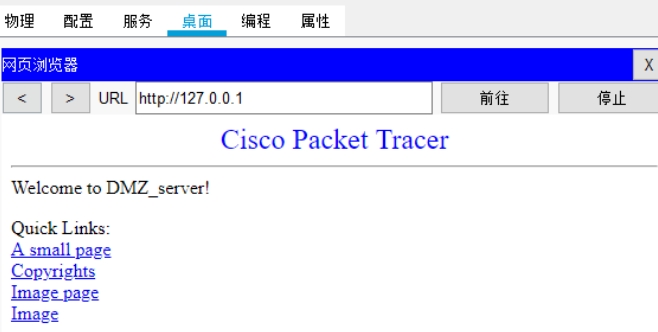 物理 配置 服务 桌面 编程 属性
网页浏览器 X
< > URL http://127.0.0.1 前往 停止
Cisco Packet Tracer
Welcome to DMZ_server!
Quick Links:
A small page
Copyrights
Image page
Image